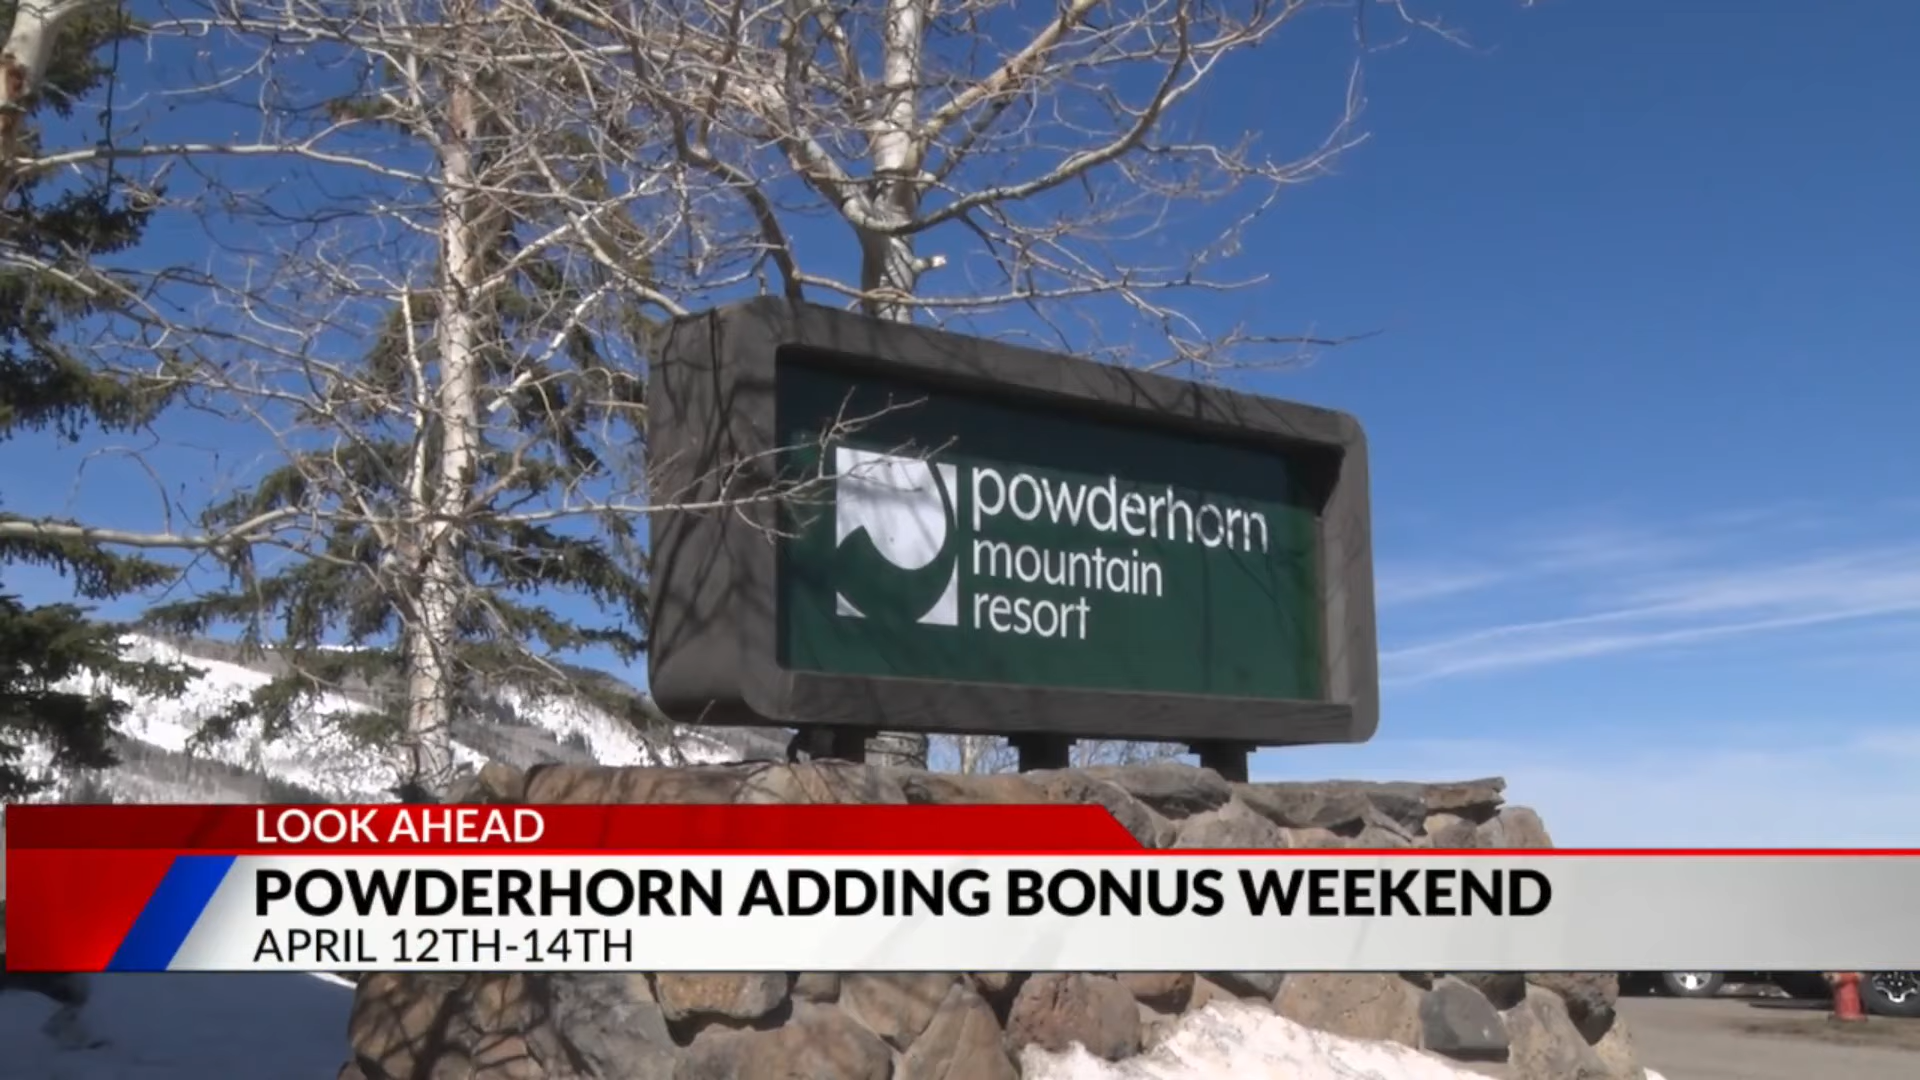 powderhorn
mountain
resort
LOOK AHEAD
POWDERHORN ADDING BONUS WEEKEND
APRIL 12TH-14TH